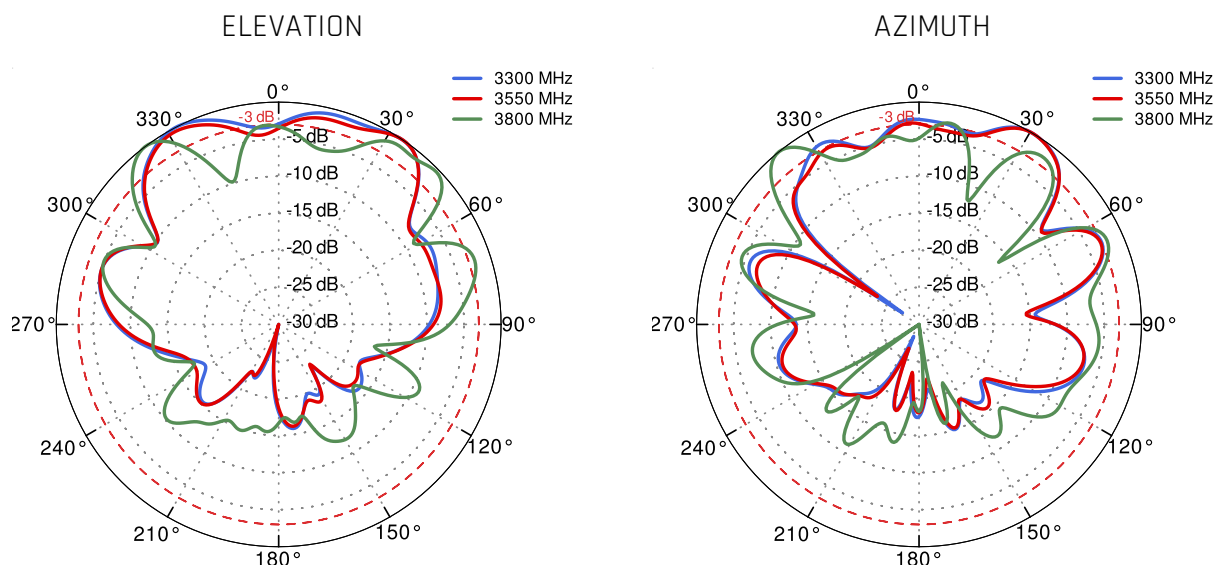 ELEVATION
3300 MHz
3550 MHz
3800 MHz
0°
330°
-3 dB
30°
-5 dB
-10 dB
300°
60°
-15 dB
-20 dB
-25 dB
270°
-30 dB
90°
240°
120°
210°
150°
180°
AZIMUTH
3300 MHz
3550 MHz
3800 MHz
0°
330°
-3 dB
30°
-5 dB
-10 dB
300°
60°
-15 dB
-20 dB
-25 dB
270°
-30 dB
90°
240°
120°
210°
150°
180°